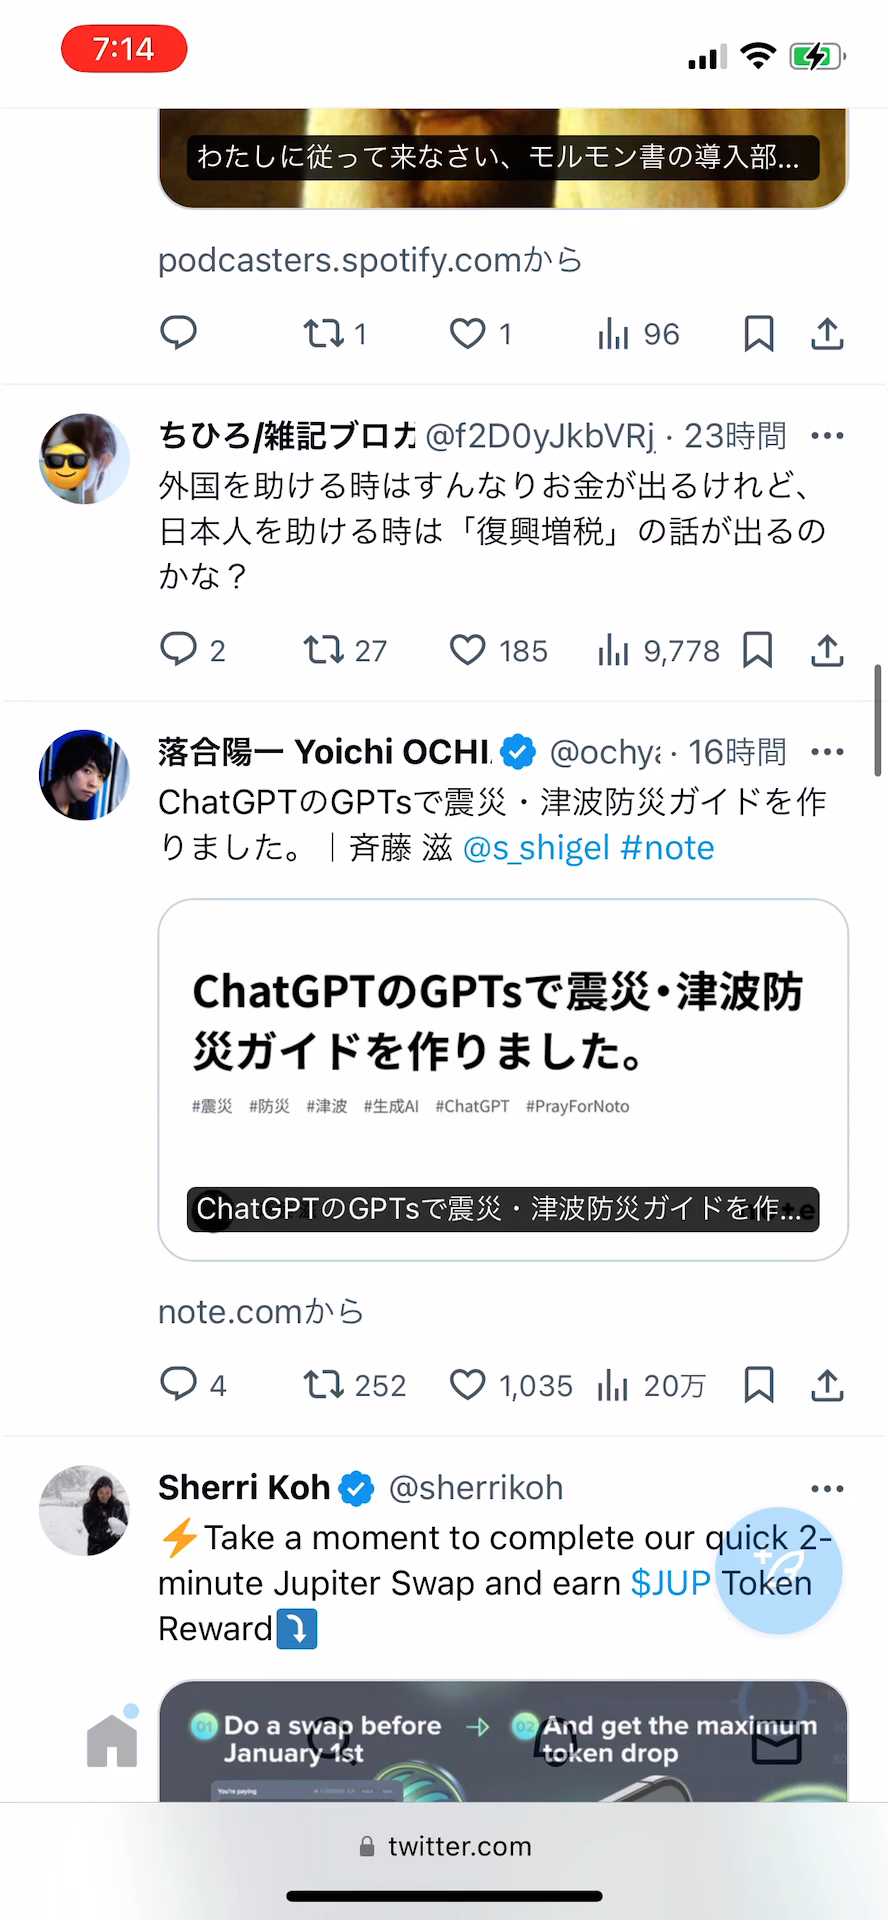 7:14
わたしに従って来なさい、モルモン書の導入部...
podcasters.spotify.comから
1
1
96
ちひろ/雑記ブロガ @f2D0yJkbVRj · 23時間
外国を助ける時はすんなりお金が出るけれど、
日本人を助ける時は「復興増税」の話が出るの
かな？
2
27
185
9,778
落合陽一 Yoichi OCHI @ochya · 16時間
ChatGPTのGPTsで震災・津波防災ガイドを作
りました。｜斉藤 滋 @s_shigel #note
ChatGPTのGPTsで震災・津波防
災ガイドを作りました。
#震災 #防災 #津波 #生成AI #ChatGPT #PrayForNoto
ChatGPTのGPTsで震災・津波防災ガイドを作...
note.comから
4
252
1,035
20万
Sherri Koh @sherrikoh
⚡Take a moment to complete our quick 2-
minute Jupiter Swap and earn $JUP Token
Reward⤵
01 Do a swap before
January 1st
02 And get the maximum
token drop
You're paying
twitter.com